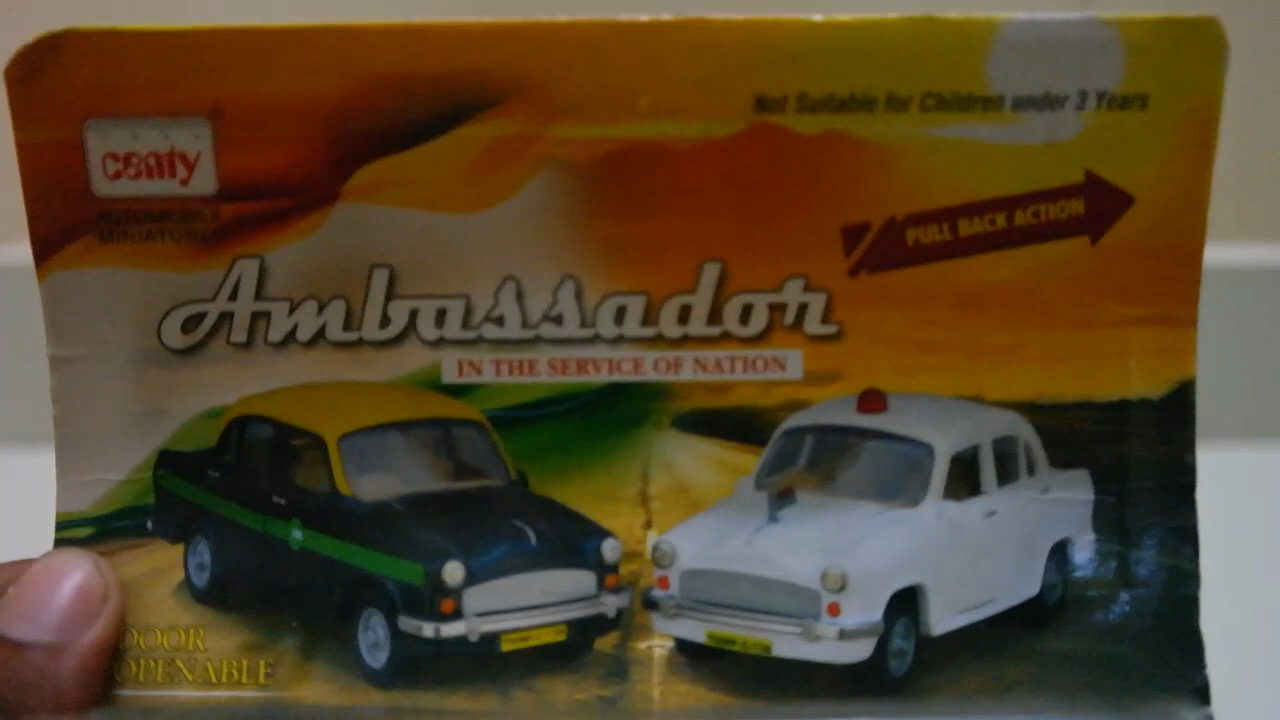 Not Suitable for Children under 3 Years
centy
AUTOMOBILE
MINIATURE
PULL BACK ACTION
Ambassador
IN THE SERVICE OF NATION
DOOR
OPENABLE